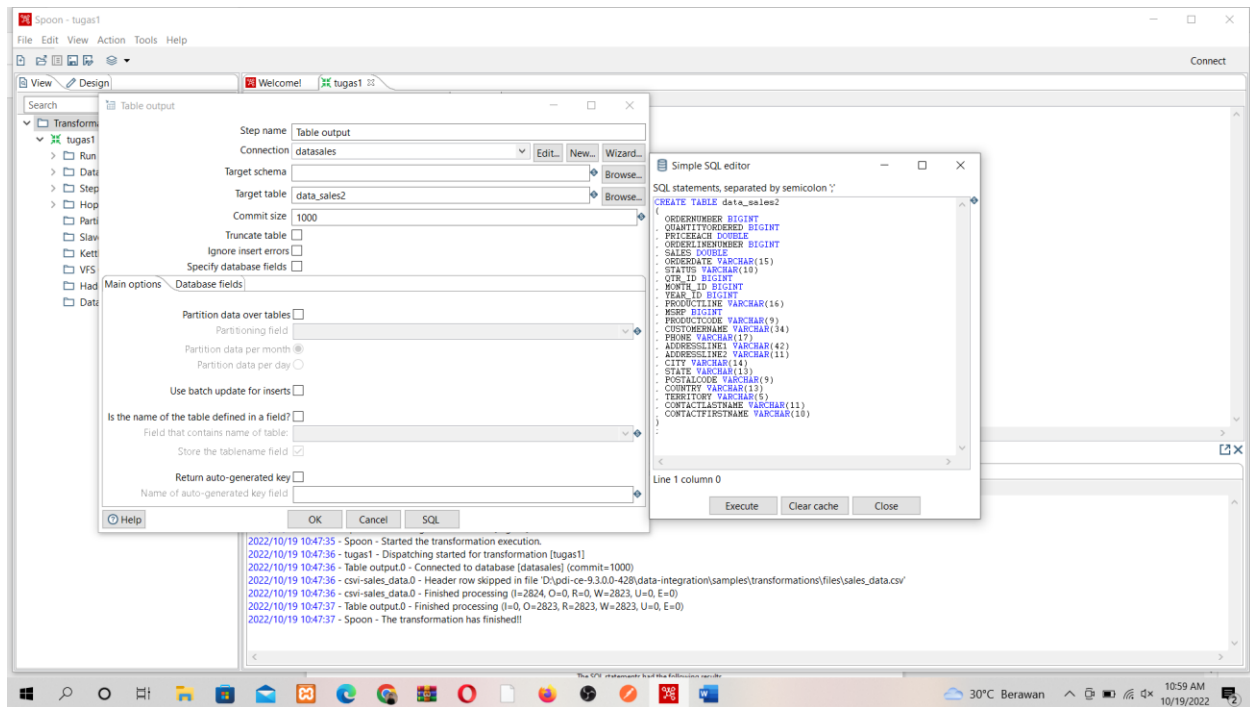 Spoon - tugas1
File Edit View Action Tools Help
Connect
View Design
Welcome! tugas1
Search
Transforma
tugas1
Run
Data
Step
Hop
Parti
Slav
Kett
VFS
Had
Data
Table output
Step name Table output
Connection datasales Edit... New... Wizard...
Target schema Browse...
Target table data_sales2 Browse...
Commit size 1000
Truncate table
Ignore insert errors
Specify database fields
Main options Database fields
Partition data over tables
Partitioning field
Partition data per month
Partition data per day
Use batch update for inserts
Is the name of the table defined in a field?
Field that contains name of table:
Store the tablename field
Return auto-generated key
Name of auto-generated key field
Help OK Cancel SQL
Simple SQL editor
SQL statements, separated by semicolon ';'
CREATE TABLE data_sales2
(
ORDERNUMBER BIGINT
, QUANTITYORDERED BIGINT
, PRICEEACH DOUBLE
, ORDERLINENUMBER BIGINT
, SALES DOUBLE
, ORDERDATE VARCHAR(15)
, STATUS VARCHAR(10)
, QTR_ID BIGINT
, MONTH_ID BIGINT
, YEAR_ID BIGINT
, PRODUCTLINE VARCHAR(16)
, MSRP BIGINT
, PRODUCTCODE VARCHAR(9)
, CUSTOMERNAME VARCHAR(34)
, PHONE VARCHAR(17)
, ADDRESSLINE1 VARCHAR(42)
, ADDRESSLINE2 VARCHAR(11)
, CITY VARCHAR(14)
, STATE VARCHAR(13)
, POSTALCODE VARCHAR(9)
, COUNTRY VARCHAR(13)
, TERRITORY VARCHAR(5)
, CONTACTLASTNAME VARCHAR(11)
, CONTACTFIRSTNAME VARCHAR(10)
)
;
Line 1 column 0
Execute Clear cache Close
2022/10/19 10:47:35 - Spoon - Started the transformation execution.
2022/10/19 10:47:36 - tugas1 - Dispatching started for transformation [tugas1]
2022/10/19 10:47:36 - Table output.0 - Connected to database [datasales] (commit=1000)
2022/10/19 10:47:36 - csvi-sales_data.0 - Header row skipped in file 'D:\pdi-ce-9.3.0.0-428\data-integration\samples\transformations\files\sales_data.csv'
2022/10/19 10:47:36 - csvi-sales_data.0 - Finished processing (I=2824, O=0, R=0, W=2823, U=0, E=0)
2022/10/19 10:47:37 - Table output.0 - Finished processing (I=0, O=2823, R=2823, W=2823, U=0, E=0)
2022/10/19 10:47:37 - Spoon - The transformation has finished!!
The SQL statements had the following results
30°C Berawan
10:59 AM
10/19/2022
2